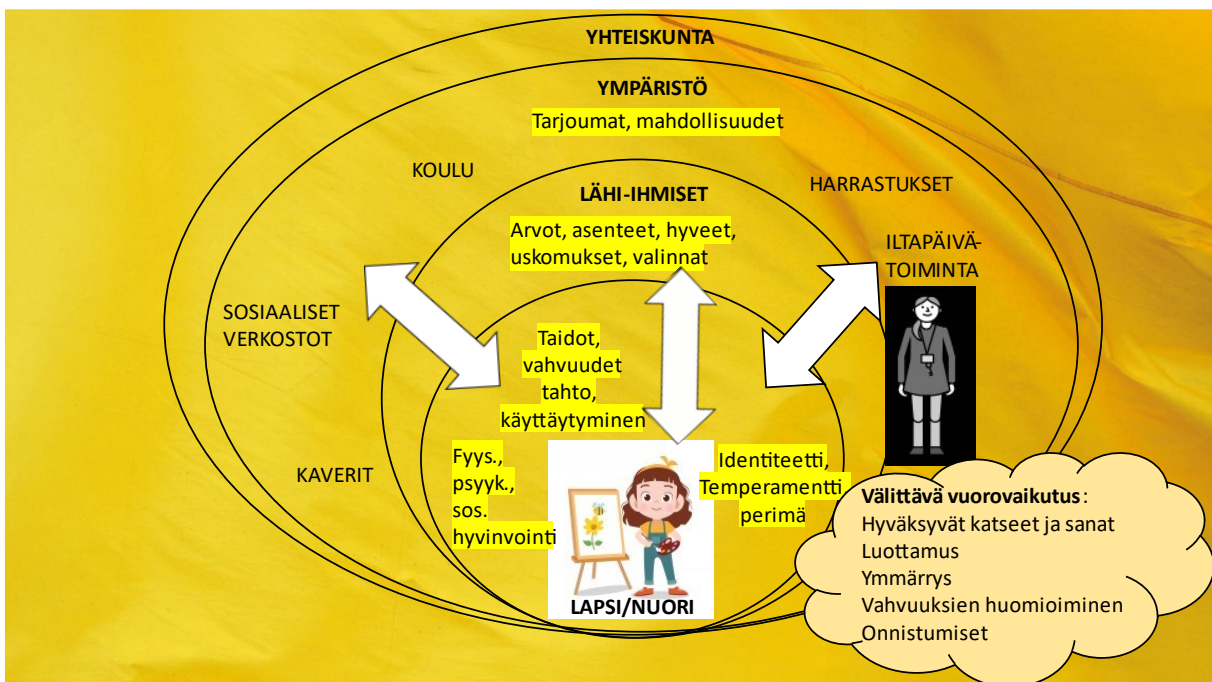 YHTEISKUNTA
YMPÄRISTÖ
Tarjoumat, mahdollisuudet
KOULU
HARRASTUKSET
LÄHI-IHMISET
Arvot, asenteet, hyveet,
uskomukset, valinnat
ILTAPÄIVÄ-
TOIMINTA
SOSIAALISET
VERKOSTOT
Taidot,
vahvuudet
tahto,
käyttäytyminen
KAVERIT
Fyys.,
psyyk.,
sos.
hyvinvointi
Identiteetti,
Temperamentti
perimä
LAPSI/NUORI
Välittävä vuorovaikutus:
Hyväksyvät katseet ja sanat
Luottamus
Ymmärrys
Vahvuuksien huomioiminen
Onnistumiset